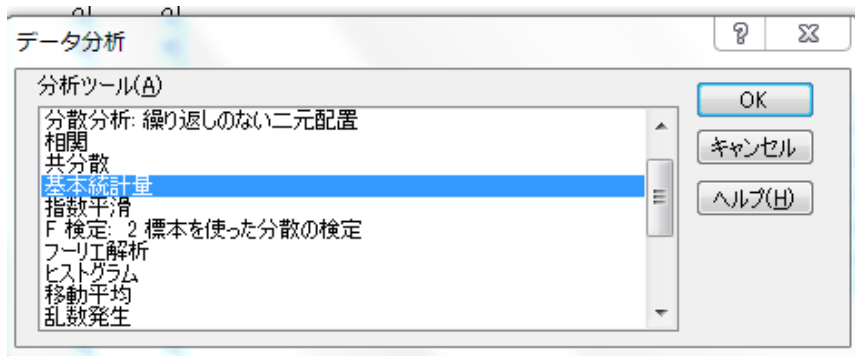 データ分析
分析ツール(A)
分散分析: 繰り返しのない二元配置
相関
共分散
基本統計量
指数平滑
F 検定: 2 標本を使った分散の検定
フーリエ解析
ヒストグラム
移動平均
乱数発生
OK
キャンセル
ヘルプ(H)